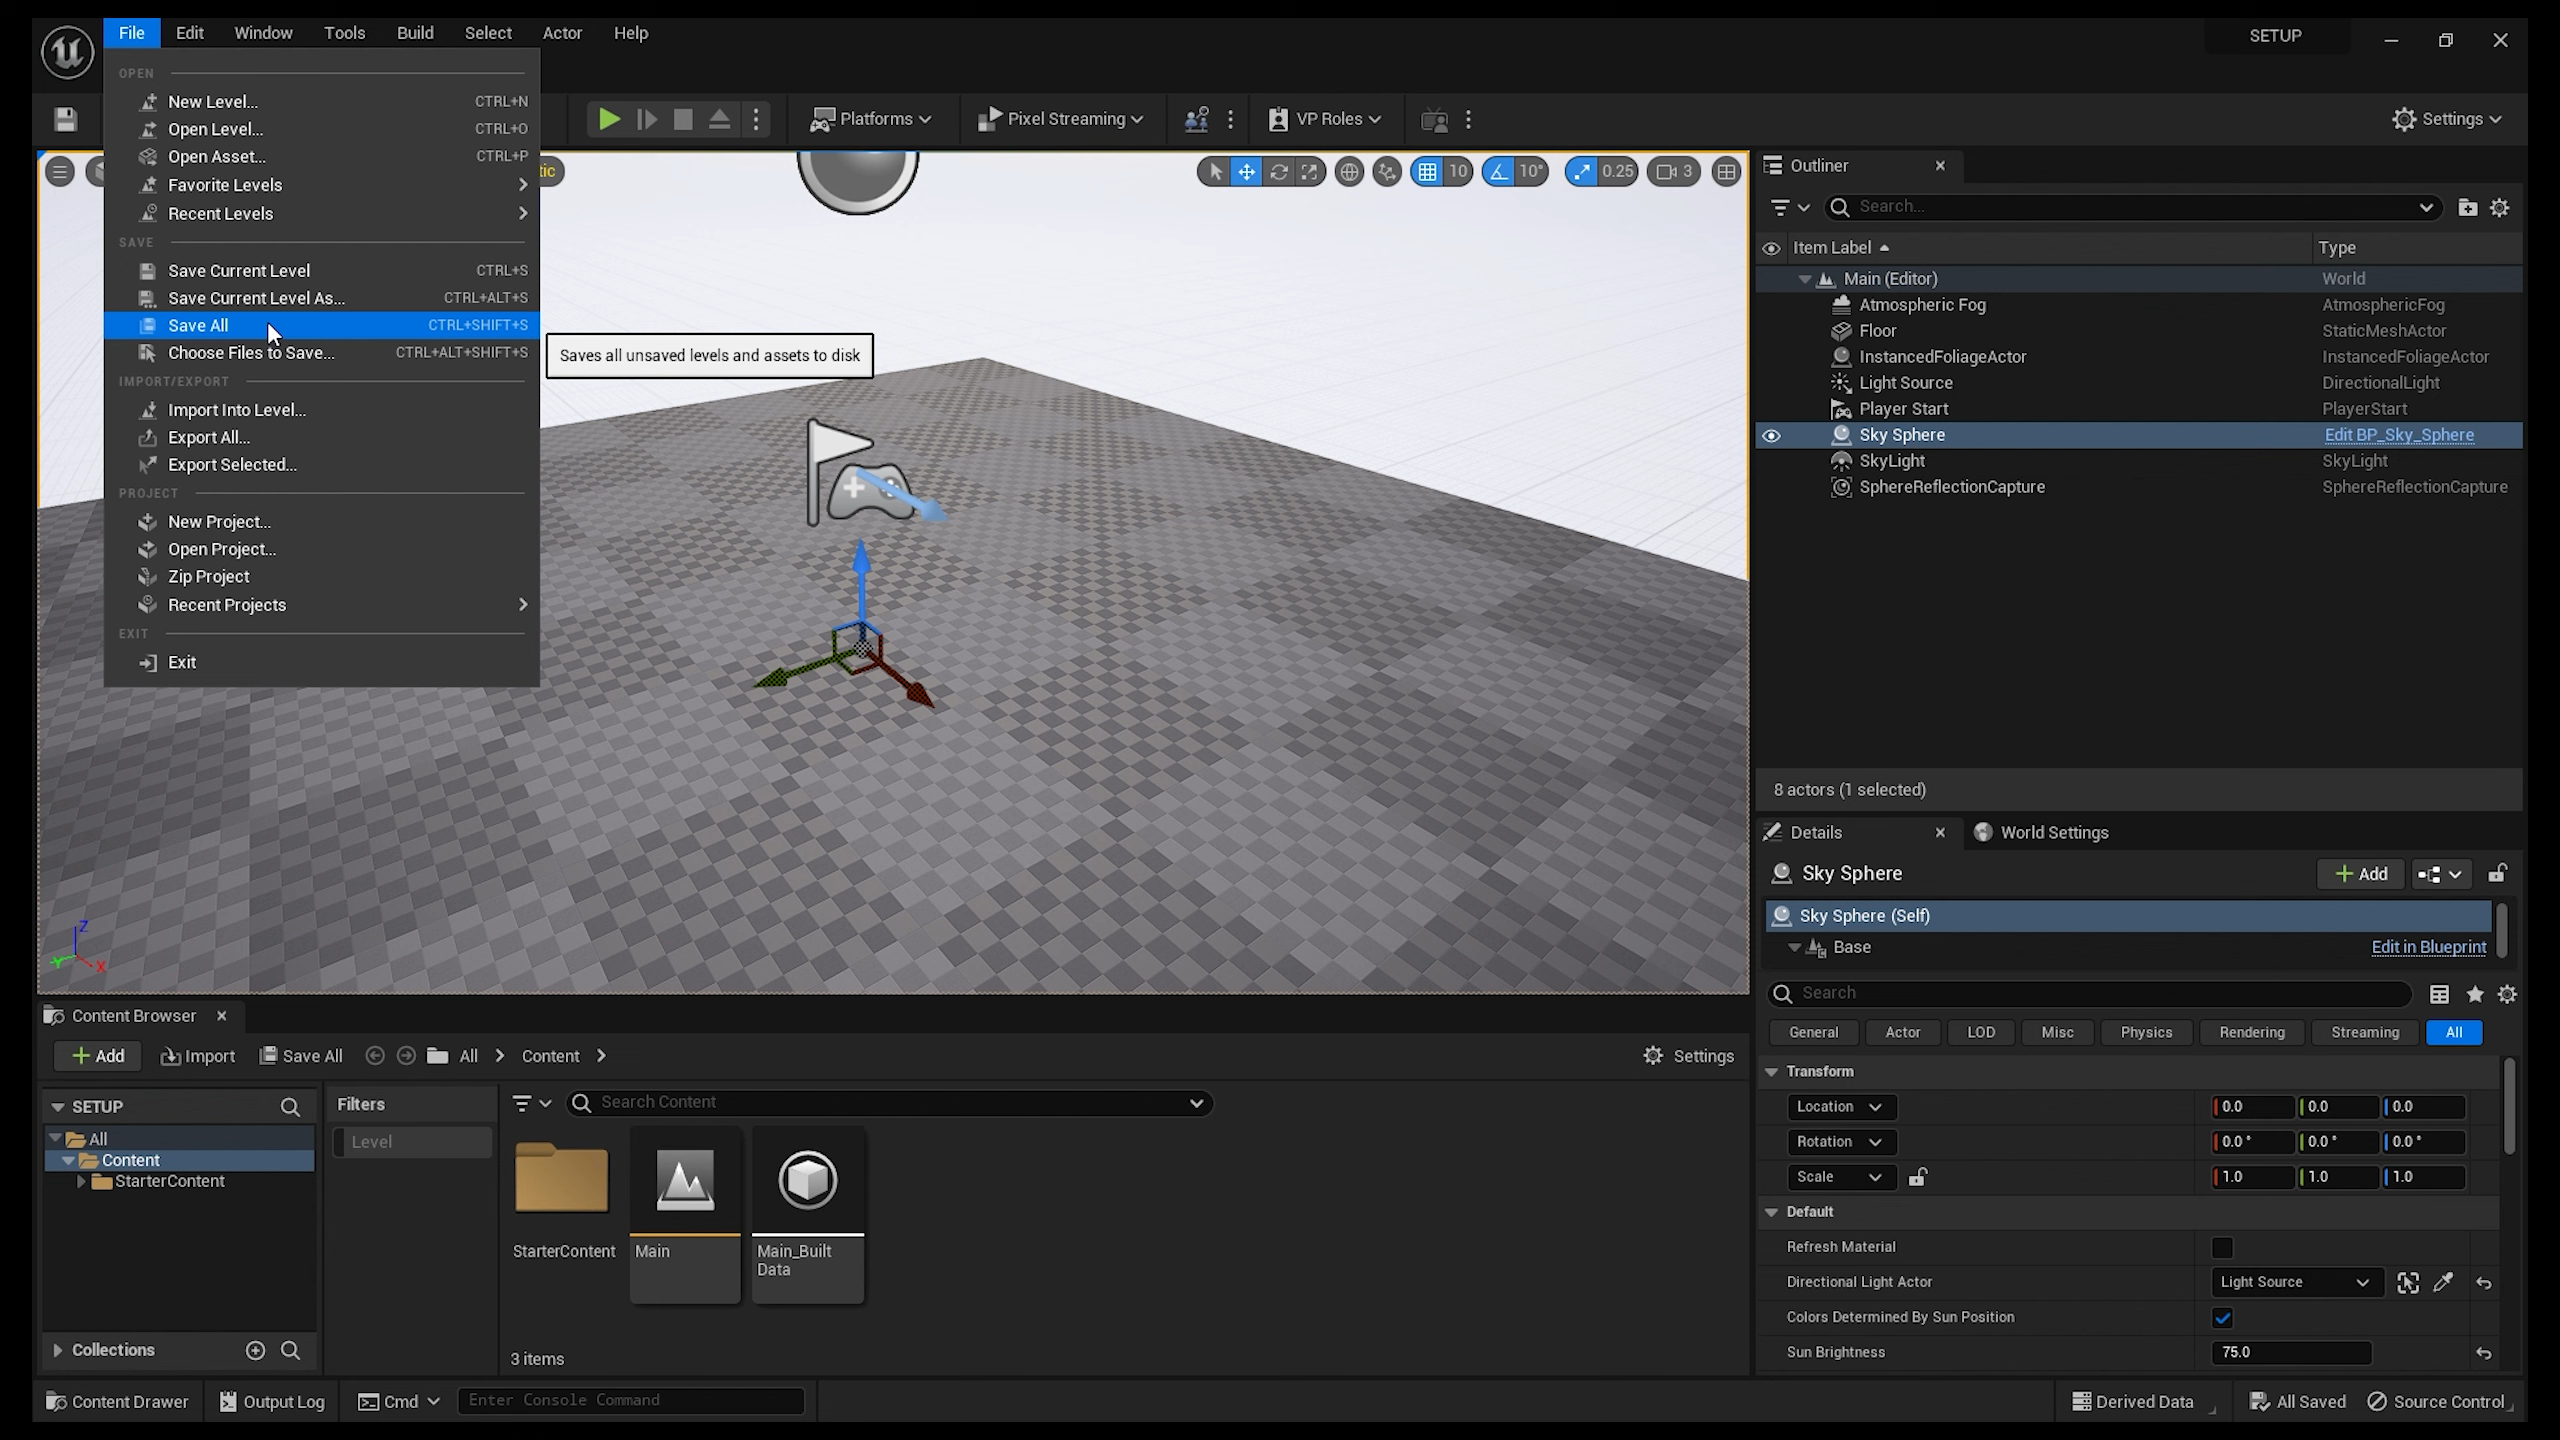 File Edit Window Tools Build Select Actor Help
SETUP
OPEN
New Level... CTRL+N
Open Level... CTRL+O
Open Asset... CTRL+P
Favorite Levels
Recent Levels
SAVE
Save Current Level CTRL+S
Save Current Level As... CTRL+ALT+S
Save All CTRL+SHIFT+S
Choose Files to Save... CTRL+ALT+SHIFT+S
IMPORT/EXPORT
Import Into Level...
Export All...
Export Selected...
PROJECT
New Project...
Open Project...
Zip Project
Recent Projects
EXIT
Exit
Saves all unsaved levels and assets to disk
Platforms Pixel Streaming VP Roles Settings
tic
10 10° 0.25 3
Z
Y
X
Outliner
Search...
Item Label Type
Main (Editor) World
Atmospheric Fog AtmosphericFog
Floor StaticMeshActor
InstancedFoliageActor InstancedFoliageActor
Light Source DirectionalLight
Player Start PlayerStart
Sky Sphere Edit BP_Sky_Sphere
SkyLight SkyLight
SphereReflectionCapture SphereReflectionCapture
8 actors (1 selected)
Details World Settings
Sky Sphere Add
Sky Sphere (Self)
Base Edit in Blueprint
Search
General Actor LOD Misc Physics Rendering Streaming All
Transform
Location 0.0 0.0 0.0
Rotation 0.0° 0.0° 0.0°
Scale 1.0 1.0 1.0
Default
Refresh Material
Directional Light Actor Light Source
Colors Determined By Sun Position
Sun Brightness 75.0
Content Browser
Add Import Save All All Content Settings
SETUP
All
Content
StarterContent
Collections
Filters
Level
Search Content
StarterContent
Main
Main_Built
Data
3 items
Content Drawer Output Log Cmd Enter Console Command
Derived Data All Saved Source Control